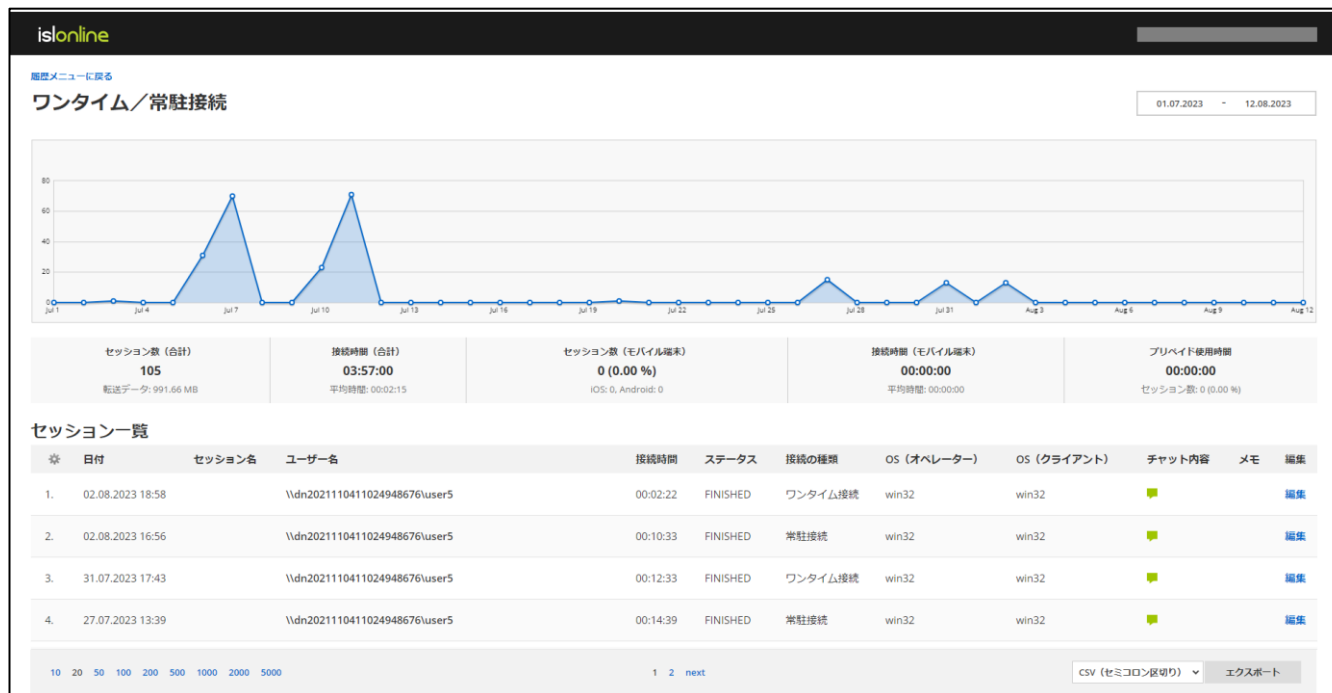 islonline
履歴メニューに戻る
ワンタイム／常駐接続
01.07.2023 - 12.08.2023
80
60
40
20
0
Jul 1 Jul 4 Jul 7 Jul 10 Jul 13 Jul 16 Jul 19 Jul 22 Jul 25 Jul 28 Jul 31 Aug 3 Aug 6 Aug 9 Aug 12
セッション数（合計） 接続時間（合計） セッション数（モバイル端末） 接続時間（モバイル端末） プリペイド使用時間
105 03:57:00 0 (0.00 %) 00:00:00 00:00:00
転送データ: 991.66 MB 平均時間: 00:02:15 iOS: 0, Android: 0 平均時間: 00:00:00 セッション数: 0 (0.00 %)
セッション一覧
日付 セッション名 ユーザー名 接続時間 ステータス 接続の種類 OS（オペレーター） OS（クライアント） チャット内容 メモ 編集
1. 02.08.2023 18:58 \\dn2021110411024948676\user5 00:02:22 FINISHED ワンタイム接続 win32 win32 編集
2. 02.08.2023 16:56 \\dn2021110411024948676\user5 00:10:33 FINISHED 常駐接続 win32 win32 編集
3. 31.07.2023 17:43 \\dn2021110411024948676\user5 00:12:33 FINISHED ワンタイム接続 win32 win32 編集
4. 27.07.2023 13:39 \\dn2021110411024948676\user5 00:14:39 FINISHED 常駐接続 win32 win32 編集
10 20 50 100 200 500 1000 2000 5000 1 2 next CSV（セミコロン区切り） エクスポート